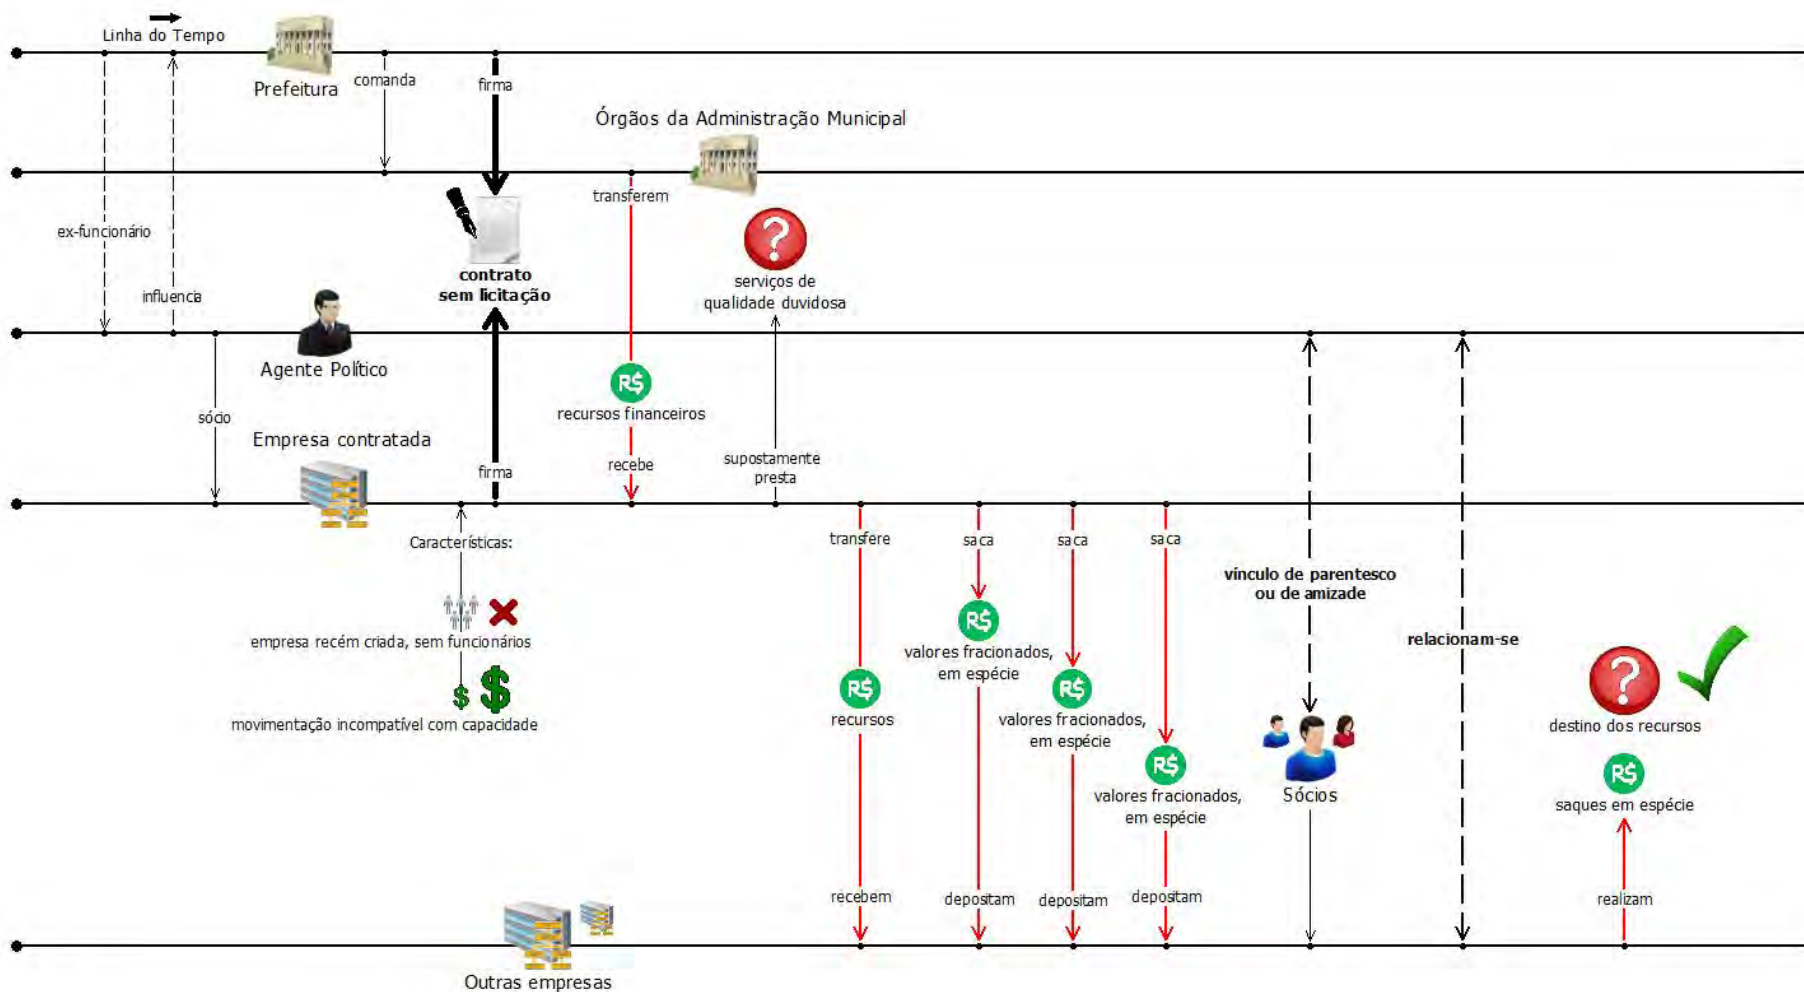 Linha do Tempo
Prefeitura
comanda
firma
Órgãos da Administração Municipal
transferem
ex-funcionário
influencia
contrato
sem licitação
serviços de
qualidade duvidosa
Agente Político
R$
recursos financeiros
sócio
Empresa contratada
firma
recebe
supostamente
presta
Características:
empresa recém criada, sem funcionários
$ $
movimentação incompatível com capacidade
transfere
R$
recursos
recebem
saca
R$
valores fracionados,
em espécie
depositam
saca
R$
valores fracionados,
em espécie
depositam
saca
R$
valores fracionados,
em espécie
depositam
vínculo de parentesco
ou de amizade
Sócios
relacionam-se
?
?
destino dos recursos
R$
saques em espécie
realizam
Outras empresas